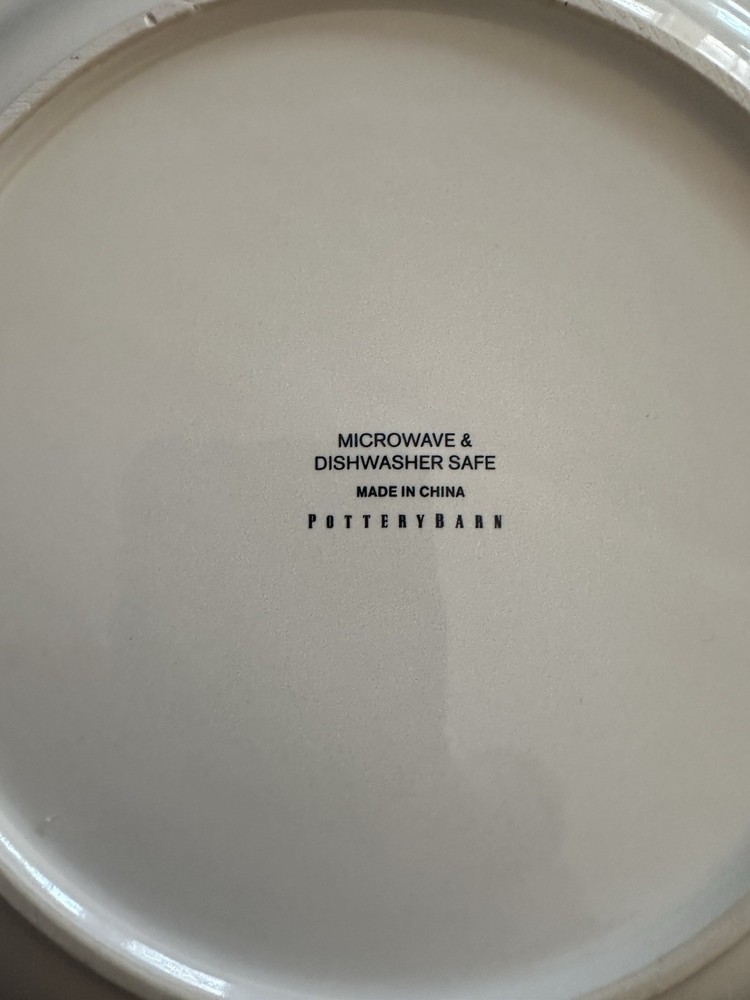 MICROWAVE &
DISHWASHER SAFE
MADE IN CHINA
POTTERYBARN